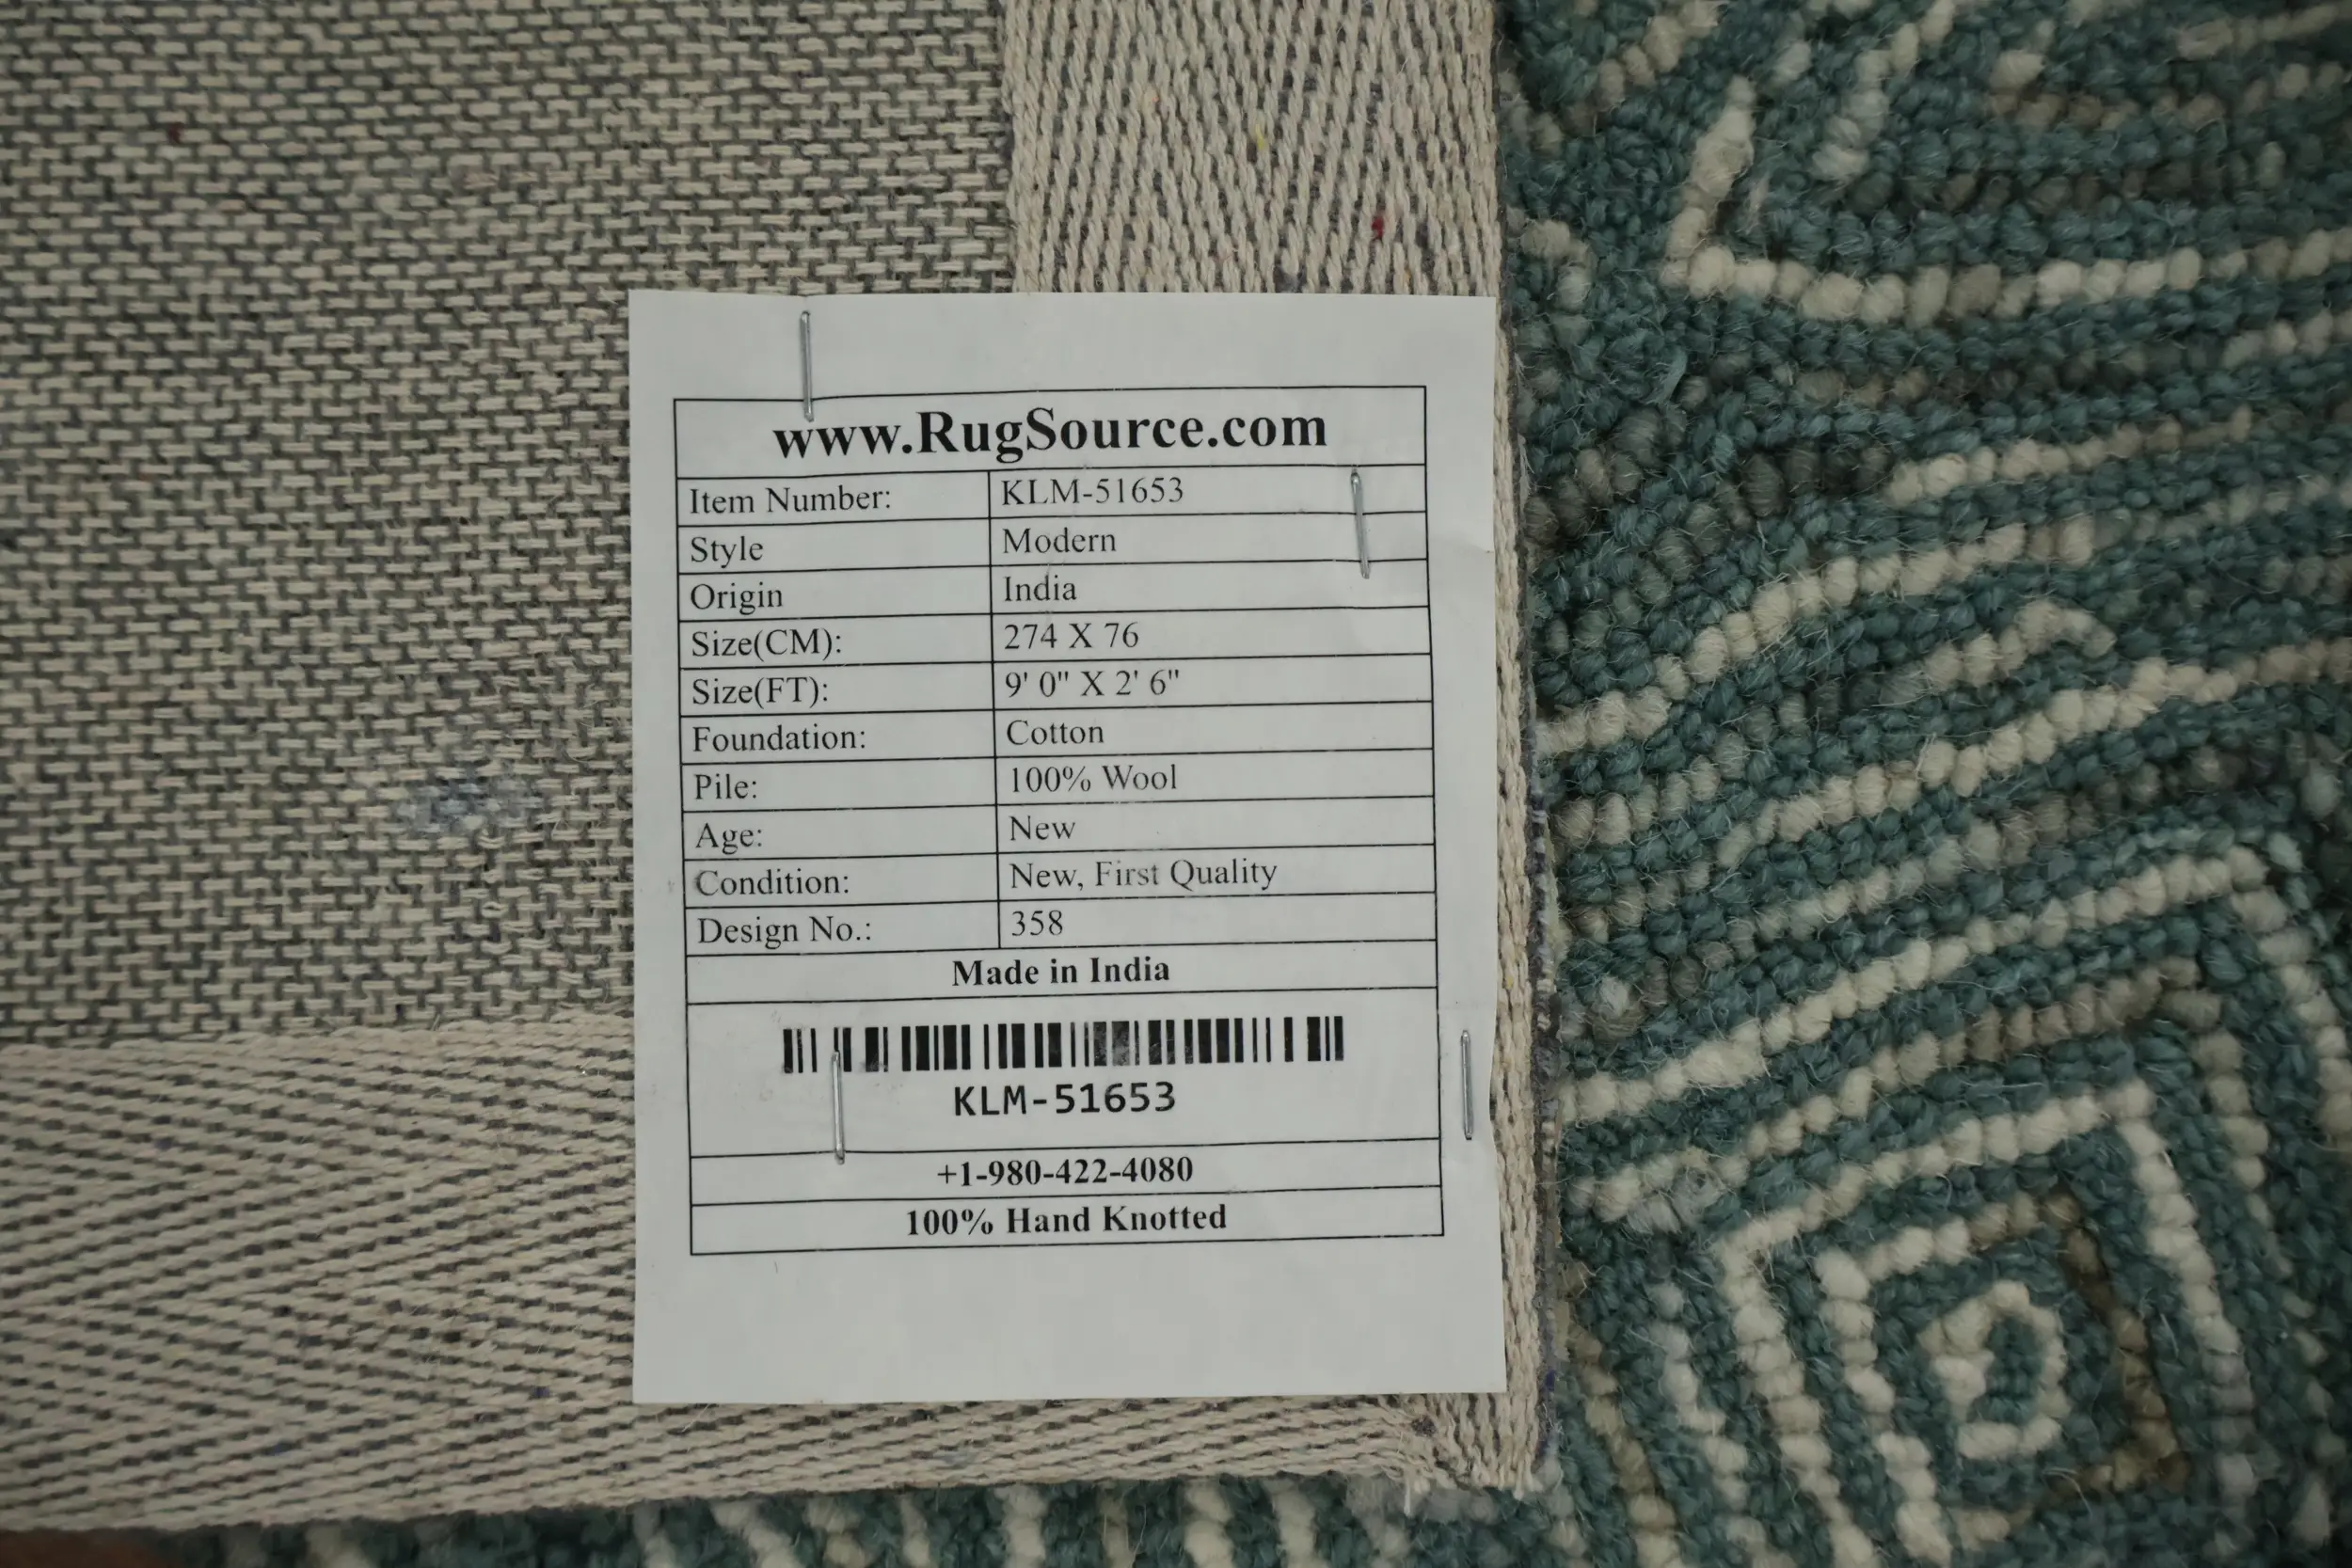 www.RugSource.com
Item Number: KLM-51653
Style Modern
Origin India
Size(CM): 274 X 76
Size(FT): 9' 0" X 2' 6"
Foundation: Cotton
Pile: 100% Wool
Age: New
Condition: New, First Quality
Design No.: 358
Made in India
KLM-51653
+1-980-422-4080
100% Hand Knotted